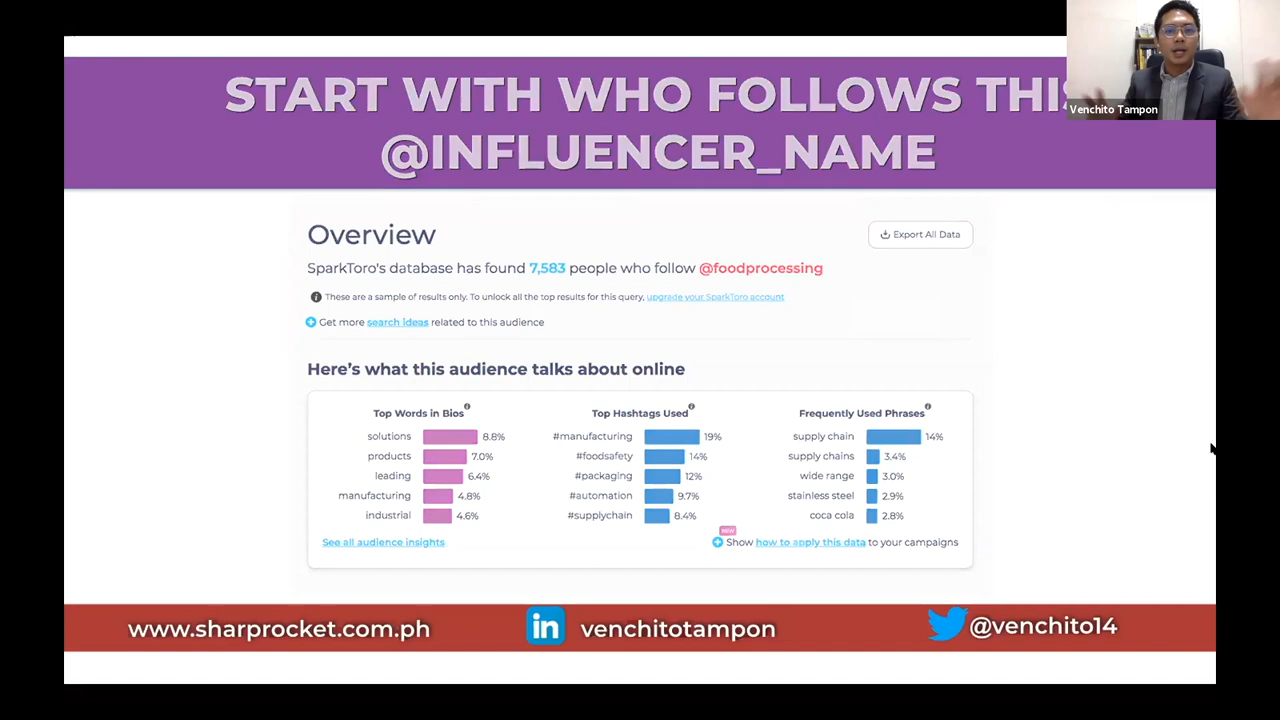 START WITH WHO FOLLOWS THIS
@INFLUENCER_NAME
Venchito Tampon
Overview
Export All Data
SparkToro's database has found 7,583 people who follow @foodprocessing
These are a sample of results only. To unlock all the top results for this query, upgrade your SparkToro account
Get more search ideas related to this audience
Here's what this audience talks about online
Top Words in Bios
solutions 8.8%
products 7.0%
leading 6.4%
manufacturing 4.8%
industrial 4.6%
Top Hashtags Used
#manufacturing 19%
#foodsafety 14%
#packaging 12%
#automation 9.7%
#supplychain 8.4%
Frequently Used Phrases
supply chain 14%
supply chains 3.4%
wide range 3.0%
stainless steel 2.9%
coca cola 2.8%
See all audience insights
NEW
Show how to apply this data to your campaigns
www.sharprocket.com.ph
in venchitotampon
@venchito14